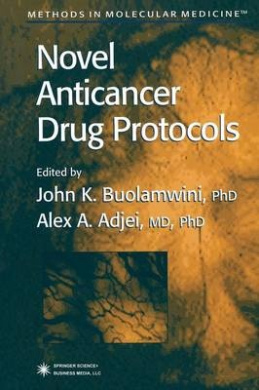 METHODS IN MOLECULAR MEDICINE™
Novel
Anticancer
Drug Protocols
Edited by
John K. Buolamwini, PhD
Alex A. Adjei, MD, PhD
SPRINGER SCIENCE+
BUSINESS MEDIA, LLC